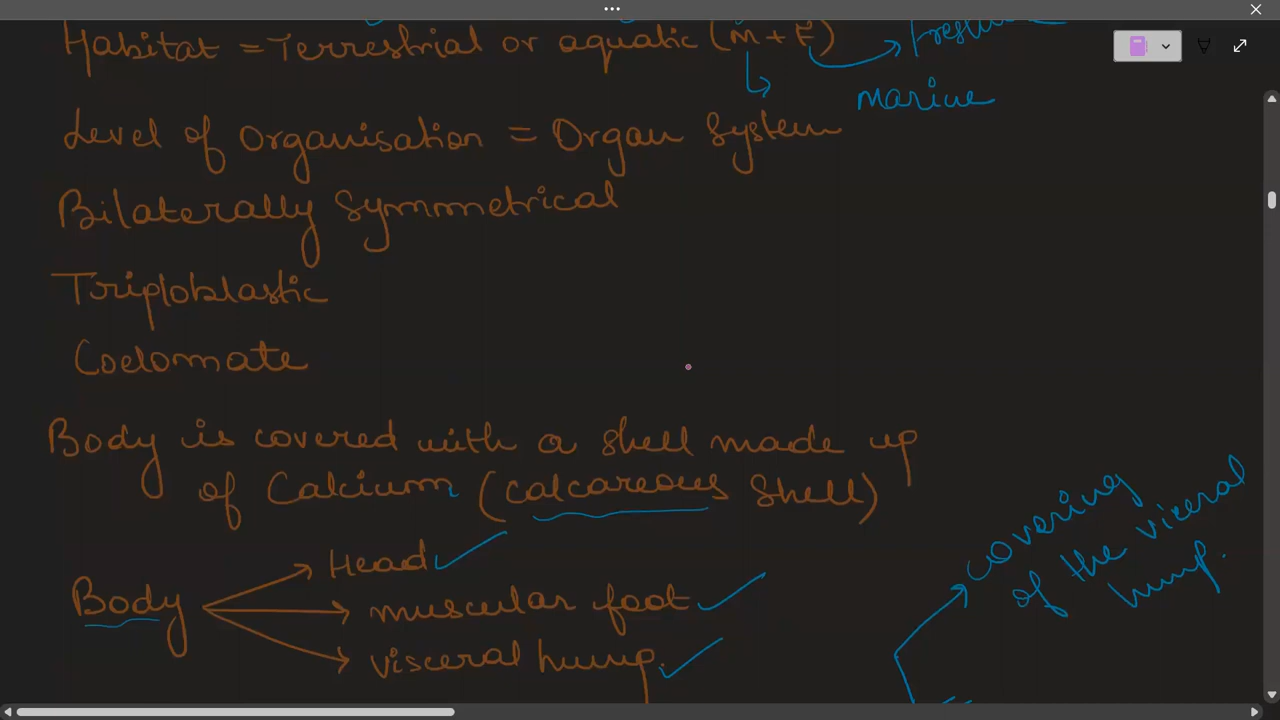 Habitat = Terrestrial or aquatic (m + F)
marine
Level of Organisation = Organ System
Bilaterally Symmetrical
Triploblastic
Coelomate
Body is covered with a shell made up
of Calcium (calcareous Shell)
covering
of the visceral
hump.
Body
Head
muscular foot
visceral hump